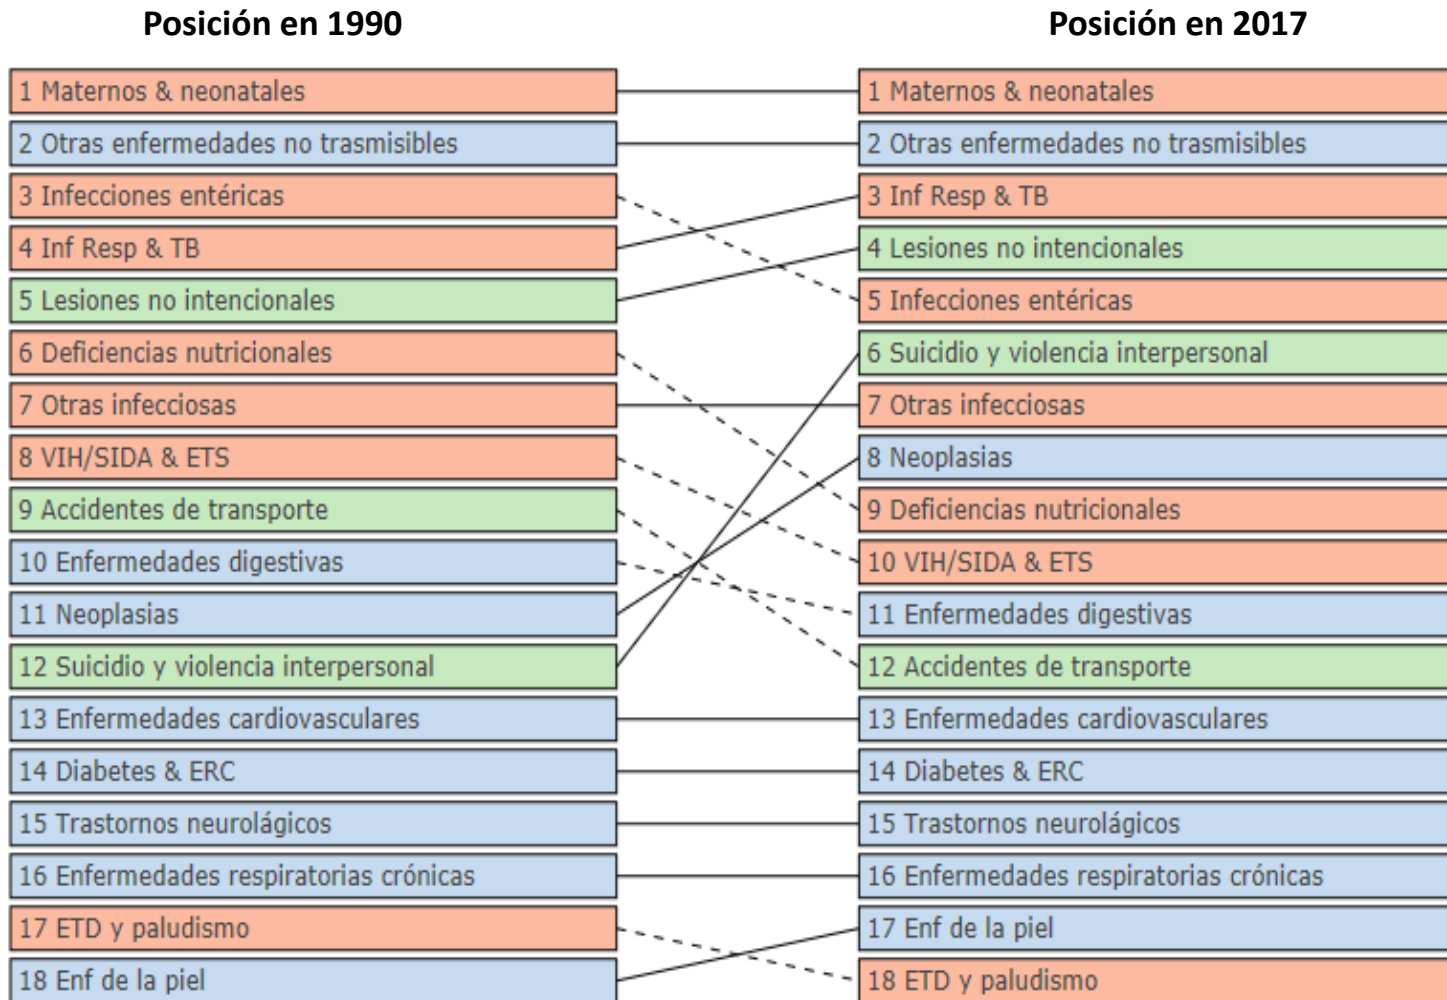 Posición en 1990
1 Maternos & neonatales
2 Otras enfermedades no trasmisibles
3 Infecciones entéricas
4 Inf Resp & TB
5 Lesiones no intencionales
6 Deficiencias nutricionales
7 Otras infecciosas
8 VIH/SIDA & ETS
9 Accidentes de transporte
10 Enfermedades digestivas
11 Neoplasias
12 Suicidio y violencia interpersonal
13 Enfermedades cardiovasculares
14 Diabetes & ERC
15 Trastornos neurolágicos
16 Enfermedades respiratorias crónicas
17 ETD y paludismo
18 Enf de la piel
Posición en 2017
1 Maternos & neonatales
2 Otras enfermedades no trasmisibles
3 Inf Resp & TB
4 Lesiones no intencionales
5 Infecciones entéricas
6 Suicidio y violencia interpersonal
7 Otras infecciosas
8 Neoplasias
9 Deficiencias nutricionales
10 VIH/SIDA & ETS
11 Enfermedades digestivas
12 Accidentes de transporte
13 Enfermedades cardiovasculares
14 Diabetes & ERC
15 Trastornos neurolágicos
16 Enfermedades respiratorias crónicas
17 Enf de la piel
18 ETD y paludismo